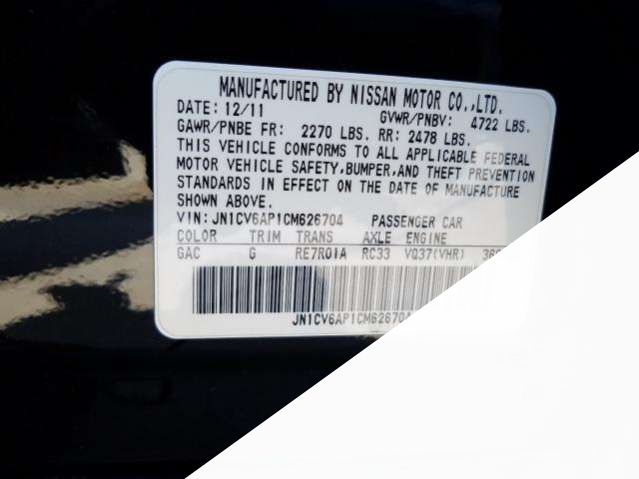 MANUFACTURED BY NISSAN MOTOR CO.,LTD.
DATE: 12/11 GVWR/PNBV: 4722 LBS.
GAWR/PNBE FR: 2270 LBS. RR: 2478 LBS.
THIS VEHICLE CONFORMS TO ALL APPLICABLE FEDERAL
MOTOR VEHICLE SAFETY,BUMPER,AND THEFT PREVENTION
STANDARDS IN EFFECT ON THE DATE OF MANUFACTURE
SHOWN ABOVE.
VIN: JN1CV6AP1CM626704 PASSENGER CAR
COLOR TRIM TRANS AXLE ENGINE
GAC G RE7R01A RC33 VQ37(VHR)
JN1CV6AP1CM626704